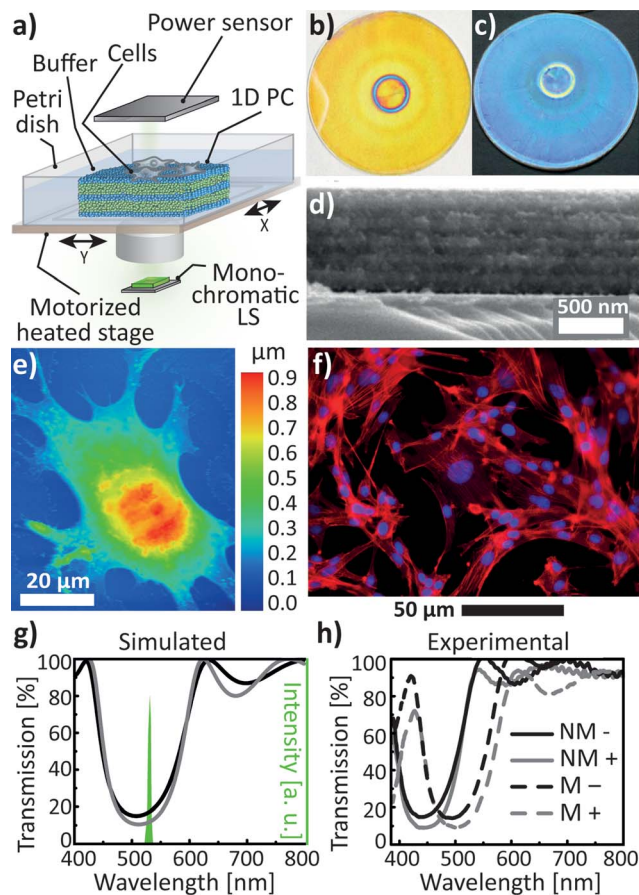 a)
Power sensor
Cells
Buffer
Petri
dish
1D PC
X
Y
Motorized
heated stage
Mono-
chromatic
LS
b)
c)
d)
500 nm
e)
μm
0.9
0.8
0.7
0.6
0.5
0.4
0.3
0.2
0.1
0.0
20 μm
f)
50 μm
g)
Simulated
Transmission [%]
100
80
60
40
20
0
400 500 600 700 800
Wavelength [nm]
Intensity [a. u.]
h)
Experimental
Transmission [%]
100
80
60
40
20
0
NM -
NM +
M –
M +
400 500 600 700 800
Wavelength [nm]